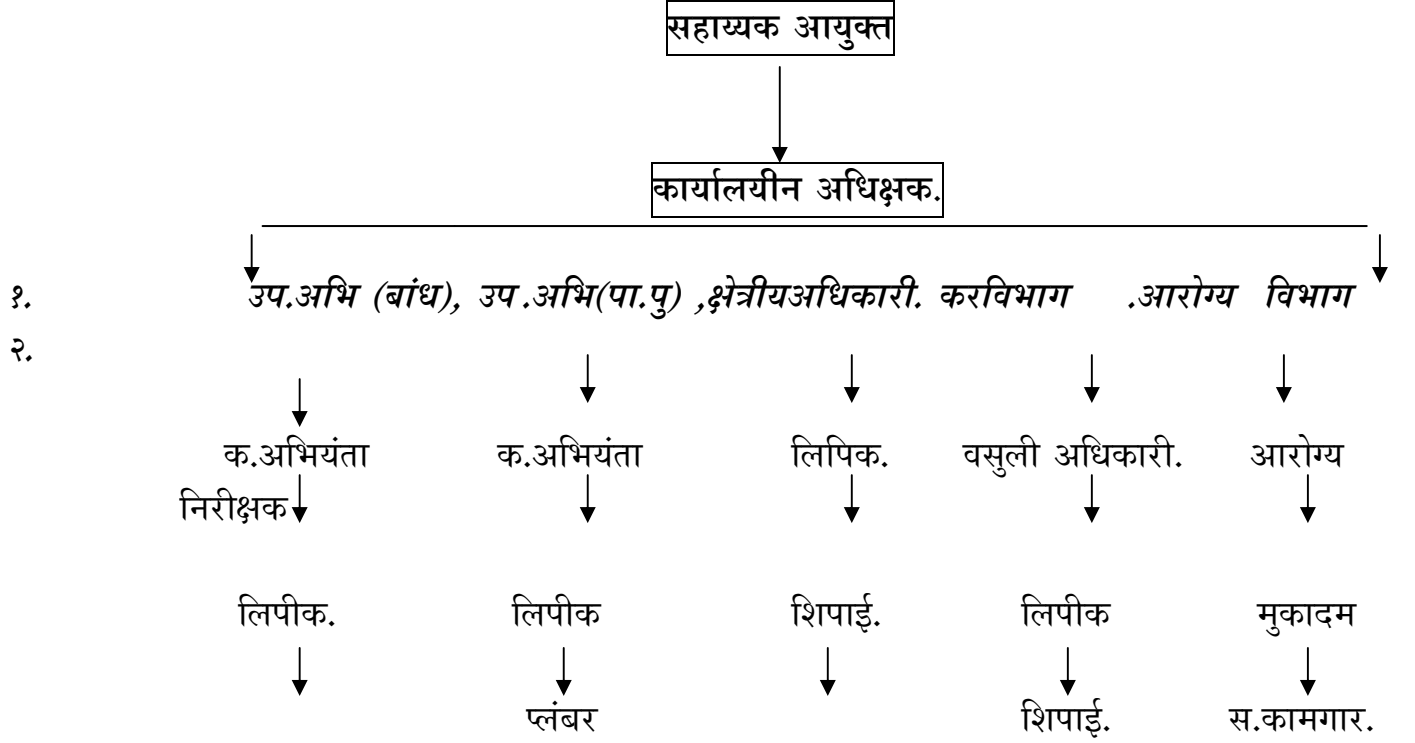 सहाय्यक आयुक्त
कार्यालयीन अधिक्षक.
१. उप.अभि (बांध), उप .अभि(पा.पु) ,क्षेत्रीयअधिकारी. करविभाग .आरोग्य विभाग
२.
क.अभियंता क.अभियंता लिपिक. वसुली अधिकारी. आरोग्य
निरीक्षक
लिपीक. लिपीक शिपाई. लिपीक मुकादम
प्लंबर शिपाई. स.कामगार.